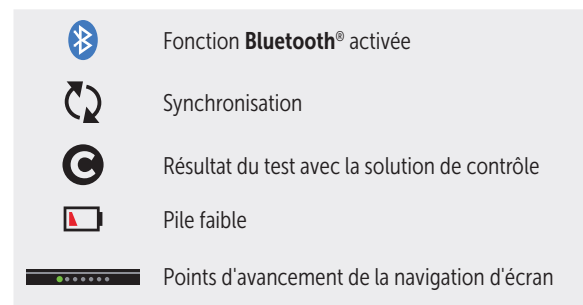 Fonction Bluetooth® activée
Synchronisation
C Résultat du test avec la solution de contrôle
Pile faible
Points d'avancement de la navigation d'écran